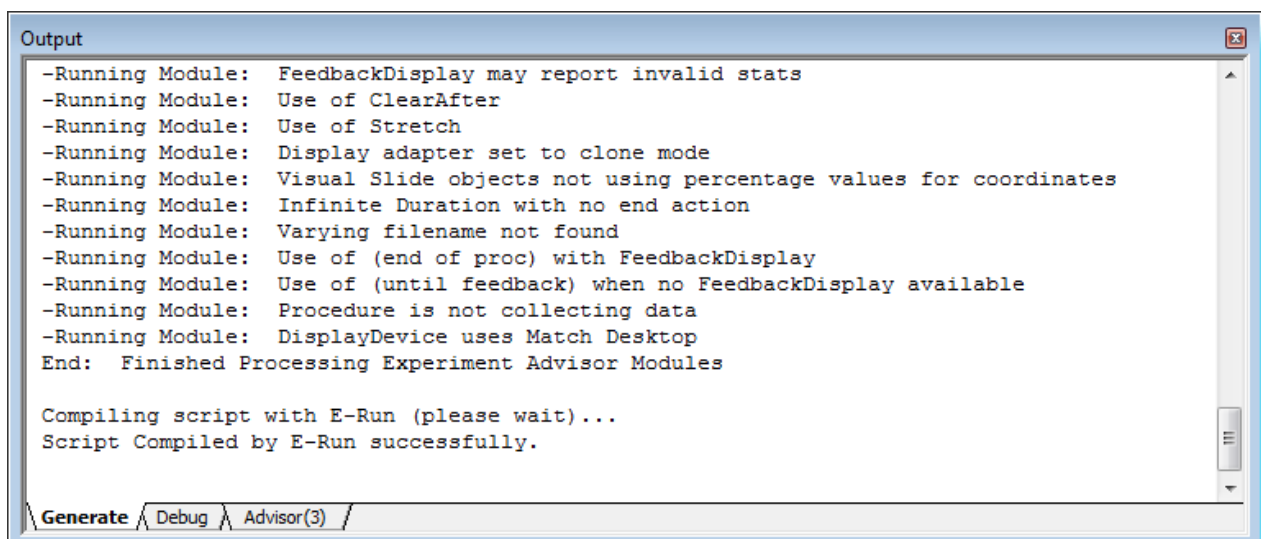 Output
-Running Module:  FeedbackDisplay may report invalid stats
-Running Module:  Use of ClearAfter
-Running Module:  Use of Stretch
-Running Module:  Display adapter set to clone mode
-Running Module:  Visual Slide objects not using percentage values for coordinates
-Running Module:  Infinite Duration with no end action
-Running Module:  Varying filename not found
-Running Module:  Use of (end of proc) with FeedbackDisplay
-Running Module:  Use of (until feedback) when no FeedbackDisplay available
-Running Module:  Procedure is not collecting data
-Running Module:  DisplayDevice uses Match Desktop
End:  Finished Processing Experiment Advisor Modules
Compiling script with E-Run (please wait)...
Script Compiled by E-Run successfully.
Generate Debug Advisor(3)